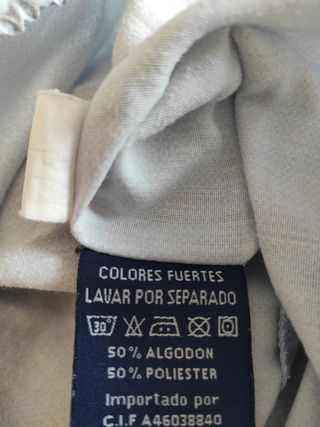 COLORES FUERTES
LAVAR POR SEPARADO
30°
50% ALGODON
50% POLIESTER
Importado por
C.I.F A46038840